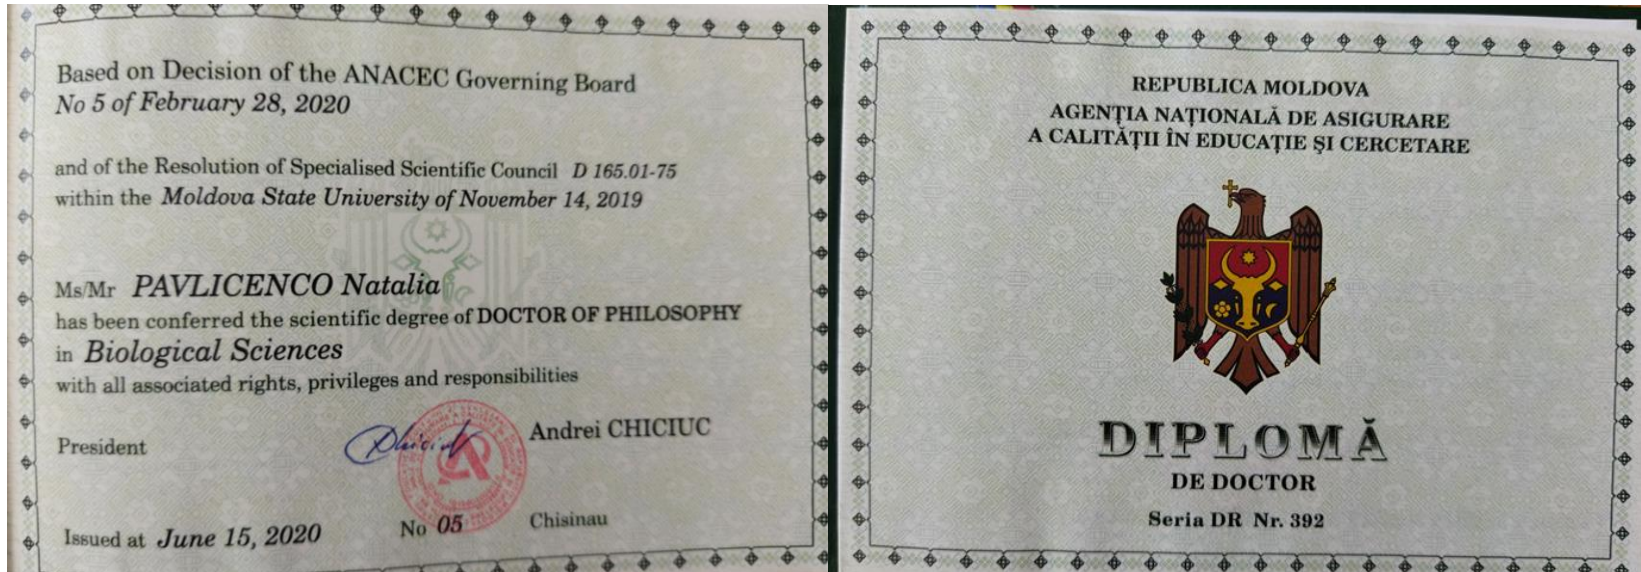 Based on Decision of the ANACEC Governing Board
No 5 of February 28, 2020
and of the Resolution of Specialised Scientific Council D 165.01-75
within the Moldova State University of November 14, 2019
Ms/Mr PAVLICENCO Natalia
has been conferred the scientific degree of DOCTOR OF PHILOSOPHY
in Biological Sciences
with all associated rights, privileges and responsibilities
President
Andrei CHICIUC
Issued at June 15, 2020
No 05
Chisinau
REPUBLICA MOLDOVA
AGENȚIA NAȚIONALĂ DE ASIGURARE
A CALITĂȚII ÎN EDUCAȚIE ŞI CERCETARE
DIPLOMĂ
DE DOCTOR
Seria DR Nr. 392